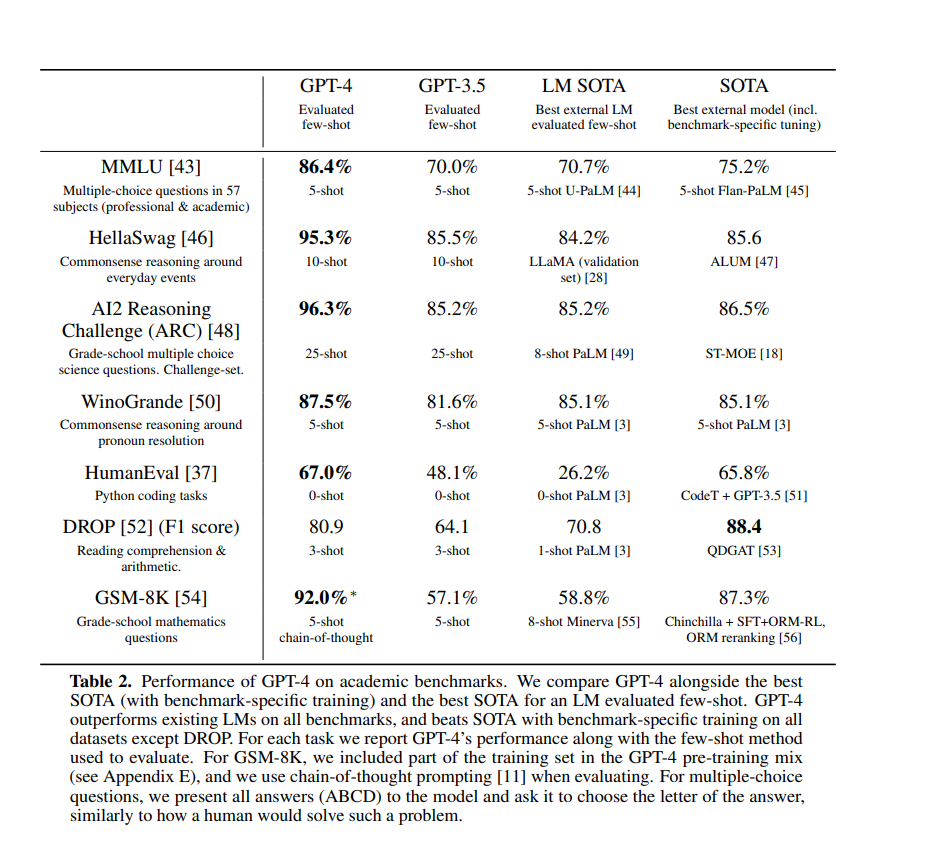 GPT-4 GPT-3.5 LM SOTA SOTA
Evaluated Evaluated Best external LM Best external model (incl.
few-shot few-shot evaluated few-shot benchmark-specific tuning)
MMLU [43] 86.4% 70.0% 70.7% 75.2%
Multiple-choice questions in 57 5-shot 5-shot 5-shot U-PaLM [44] 5-shot Flan-PaLM [45]
subjects (professional & academic)
HellaSwag [46] 95.3% 85.5% 84.2% 85.6
Commonsense reasoning around 10-shot 10-shot LLaMA (validation ALUM [47]
everyday events set) [28]
AI2 Reasoning 96.3% 85.2% 85.2% 86.5%
Challenge (ARC) [48]
Grade-school multiple choice 25-shot 25-shot 8-shot PaLM [49] ST-MOE [18]
science questions. Challenge-set.
WinoGrande [50] 87.5% 81.6% 85.1% 85.1%
Commonsense reasoning around 5-shot 5-shot 5-shot PaLM [3] 5-shot PaLM [3]
pronoun resolution
HumanEval [37] 67.0% 48.1% 26.2% 65.8%
Python coding tasks 0-shot 0-shot 0-shot PaLM [3] CodeT + GPT-3.5 [51]
DROP [52] (F1 score) 80.9 64.1 70.8 88.4
Reading comprehension & 3-shot 3-shot 1-shot PaLM [3] QDGAT [53]
arithmetic.
GSM-8K [54] 92.0%* 57.1% 58.8% 87.3%
Grade-school mathematics 5-shot 5-shot 8-shot Minerva [55] Chinchilla + SFT+ORM-RL,
questions chain-of-thought ORM reranking [56]
Table 2. Performance of GPT-4 on academic benchmarks. We compare GPT-4 alongside the best
SOTA (with benchmark-specific training) and the best SOTA for an LM evaluated few-shot. GPT-4
outperforms existing LMs on all benchmarks, and beats SOTA with benchmark-specific training on all
datasets except DROP. For each task we report GPT-4's performance along with the few-shot method
used to evaluate. For GSM-8K, we included part of the training set in the GPT-4 pre-training mix
(see Appendix E), and we use chain-of-thought prompting [11] when evaluating. For multiple-choice
questions, we present all answers (ABCD) to the model and ask it to choose the letter of the answer,
similarly to how a human would solve such a problem.